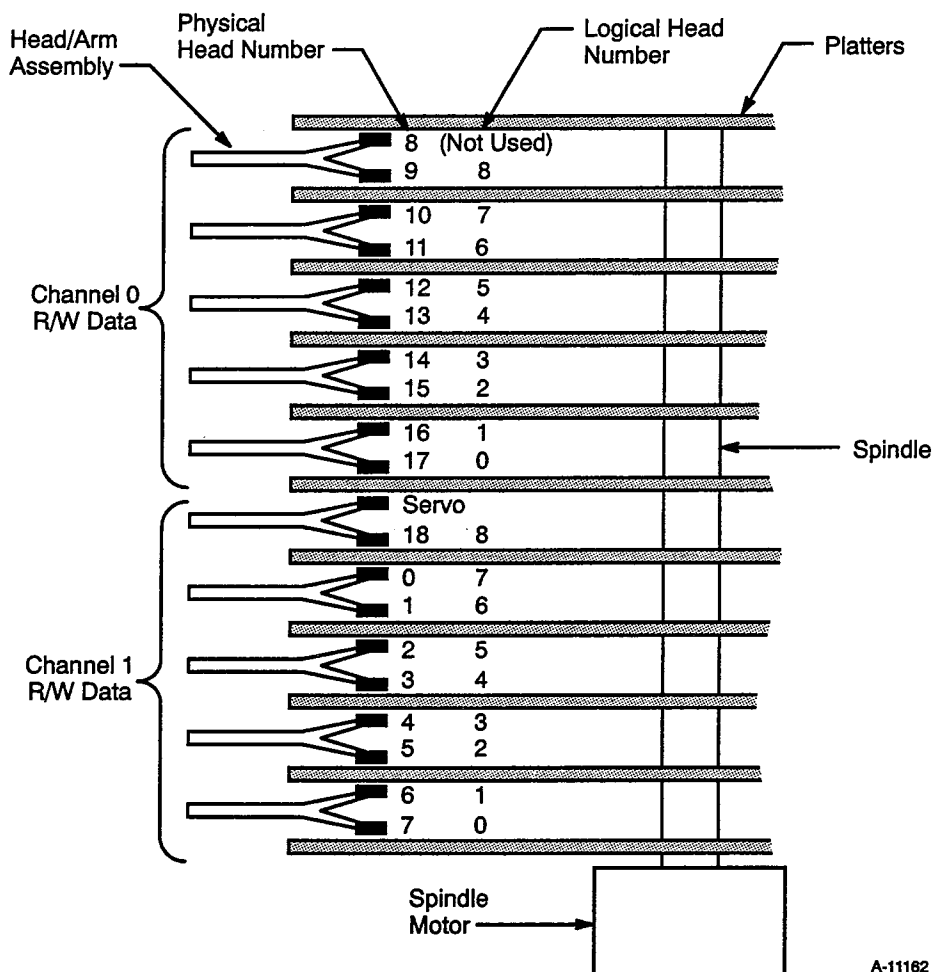 Head/Arm
Assembly
Physical
Head Number
Logical Head
Number
Platters
8 (Not Used)
9 8
10 7
11 6
12 5
13 4
14 3
15 2
16 1
17 0
Channel 0
R/W Data
Spindle
Servo
18 8
0 7
1 6
2 5
3 4
4 3
5 2
6 1
7 0
Channel 1
R/W Data
Spindle
Motor
A-11162